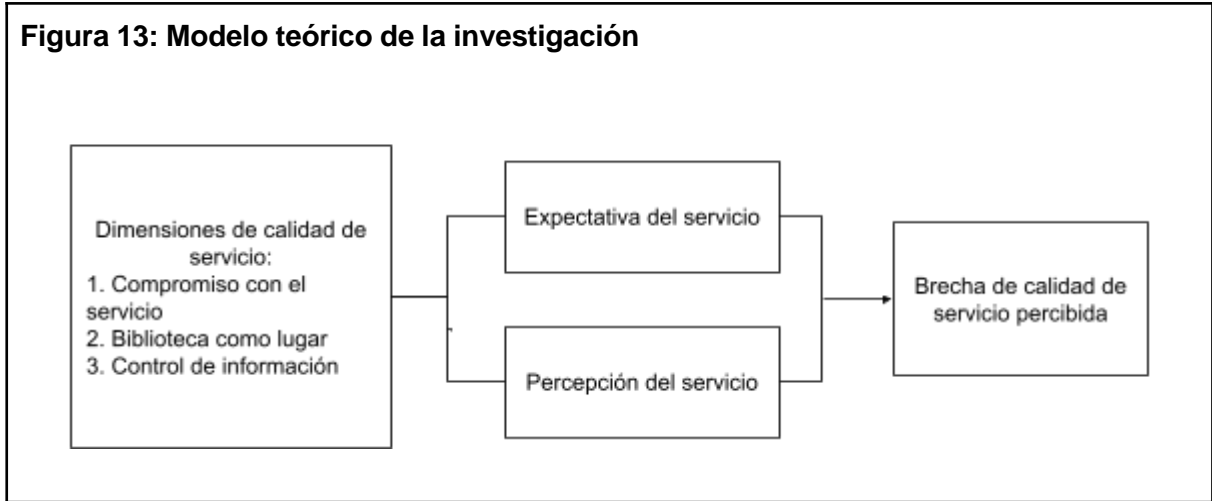 Figura 13: Modelo teórico de la investigación
Dimensiones de calidad de
servicio:
1. Compromiso con el
servicio
2. Biblioteca como lugar
3. Control de información
Expectativa del servicio
Percepción del servicio
Brecha de calidad de
servicio percibida